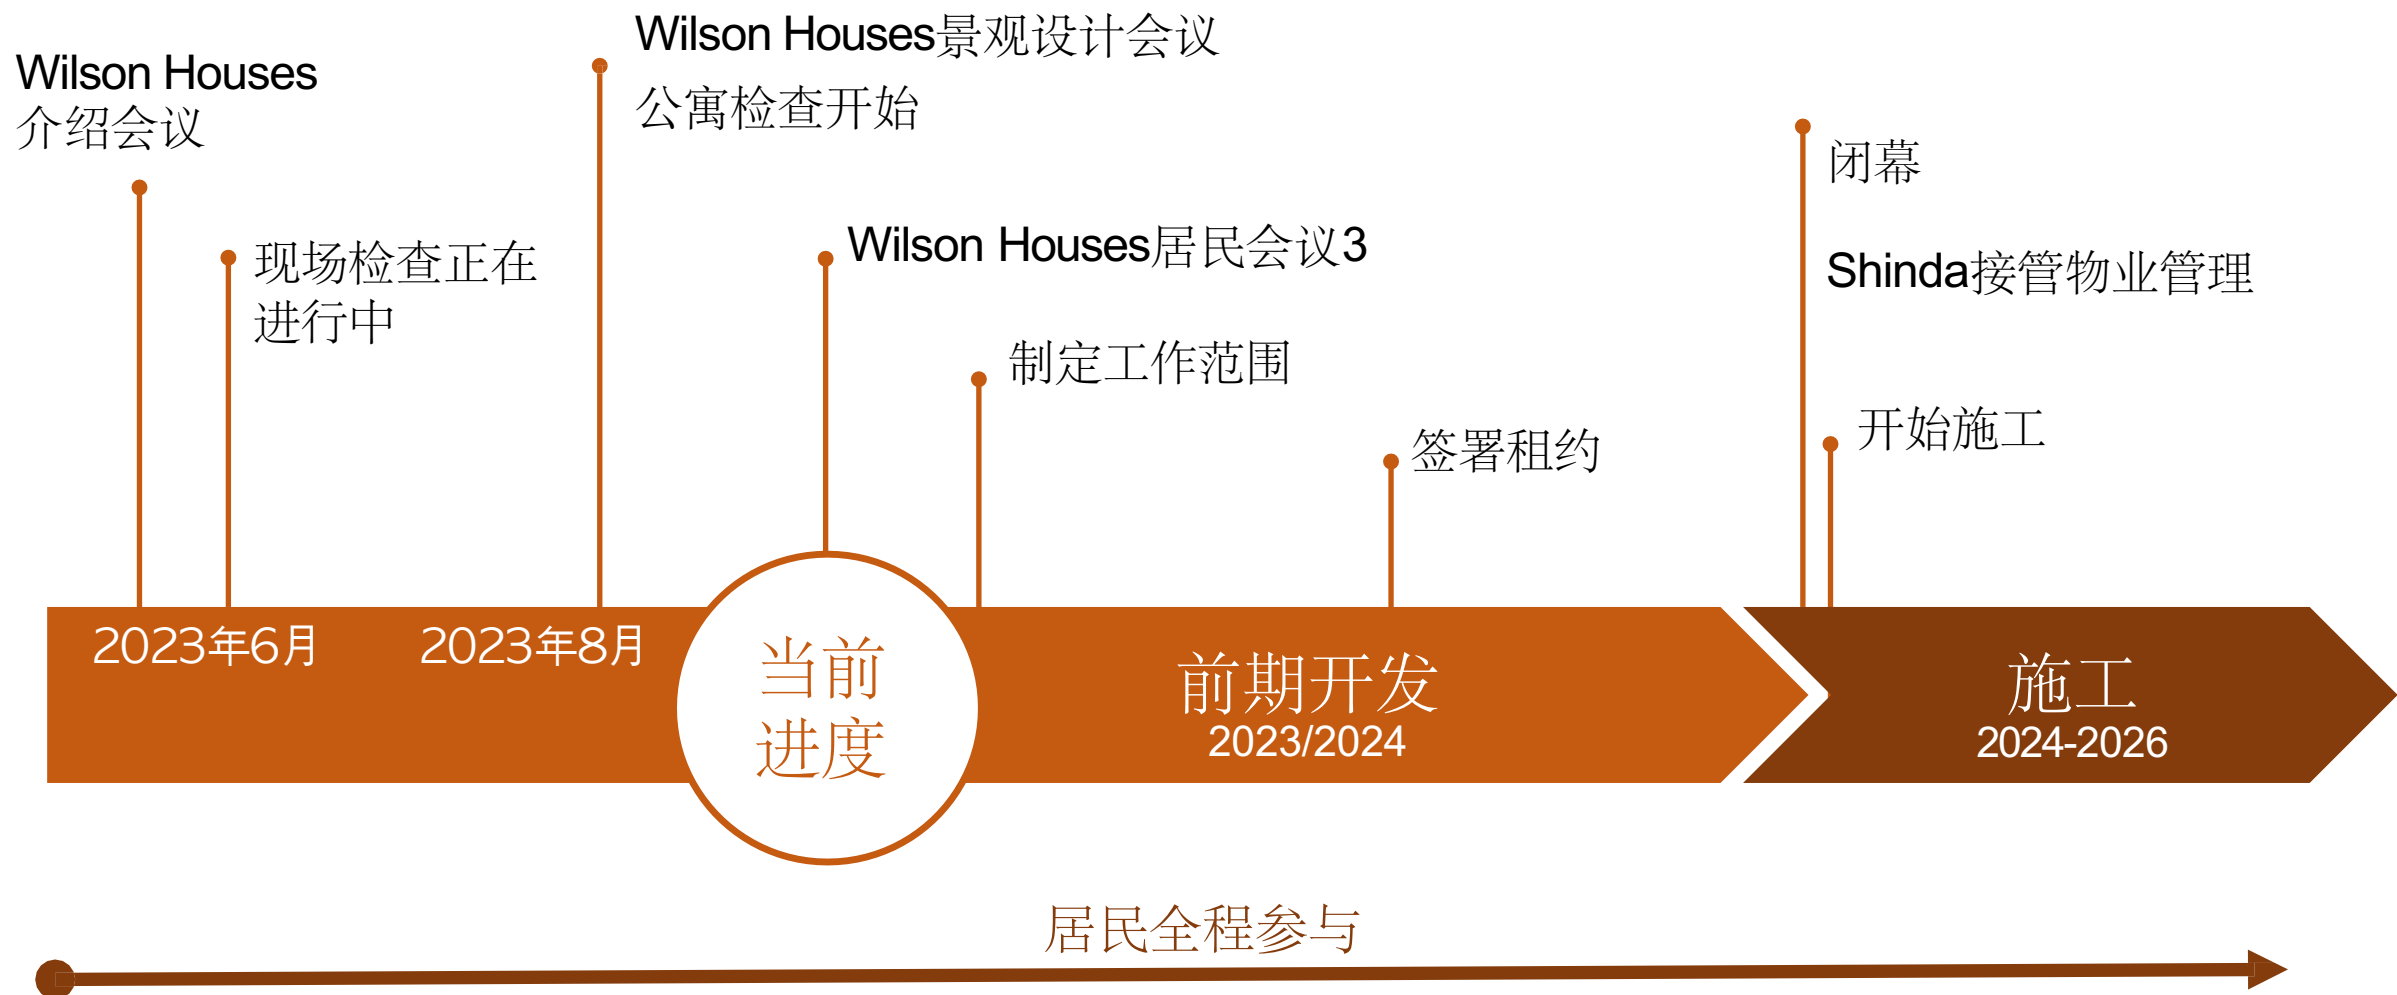 Wilson Houses
介绍会议
现场检查正在
进行中
Wilson Houses景观设计会议
公寓检查开始
Wilson Houses居民会议3
制定工作范围
签署租约
闭幕
Shinda接管物业管理
开始施工
2023年6月
2023年8月
当前
进度
前期开发
2023/2024
施工
2024-2026
居民全程参与